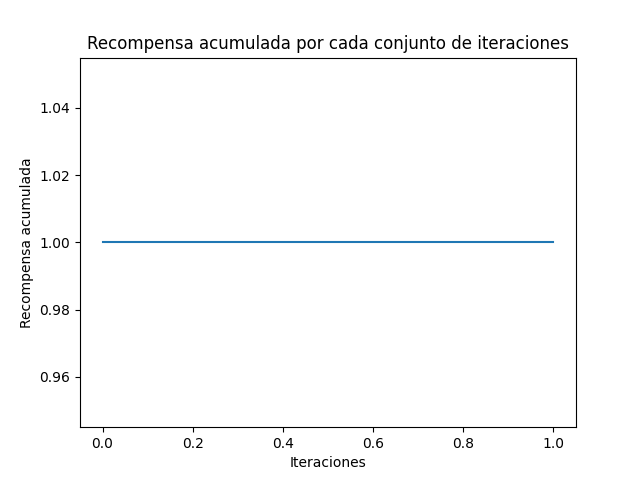 Recompensa acumulada por cada conjunto de iteraciones
1.04
1.02
1.00
0.98
0.96
Recompensa acumulada
0.0 0.2 0.4 0.6 0.8 1.0
Iteraciones